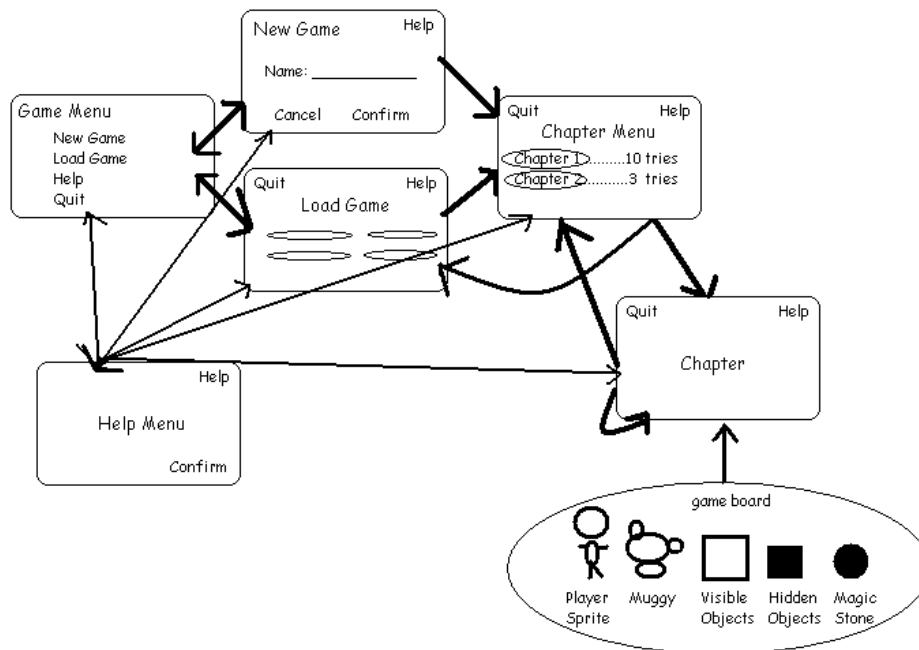 New Game
Help
Name: ______________
Cancel Confirm
Game Menu
New Game
Load Game
Help
Quit
Quit Help
Chapter Menu
Chapter 1.........10 tries
Chapter 2..........3 tries
Quit Help
Load Game
Quit Help
Chapter
Help
Help Menu
Confirm
game board
Player Sprite
Muggy
Visible Objects
Hidden Objects
Magic Stone